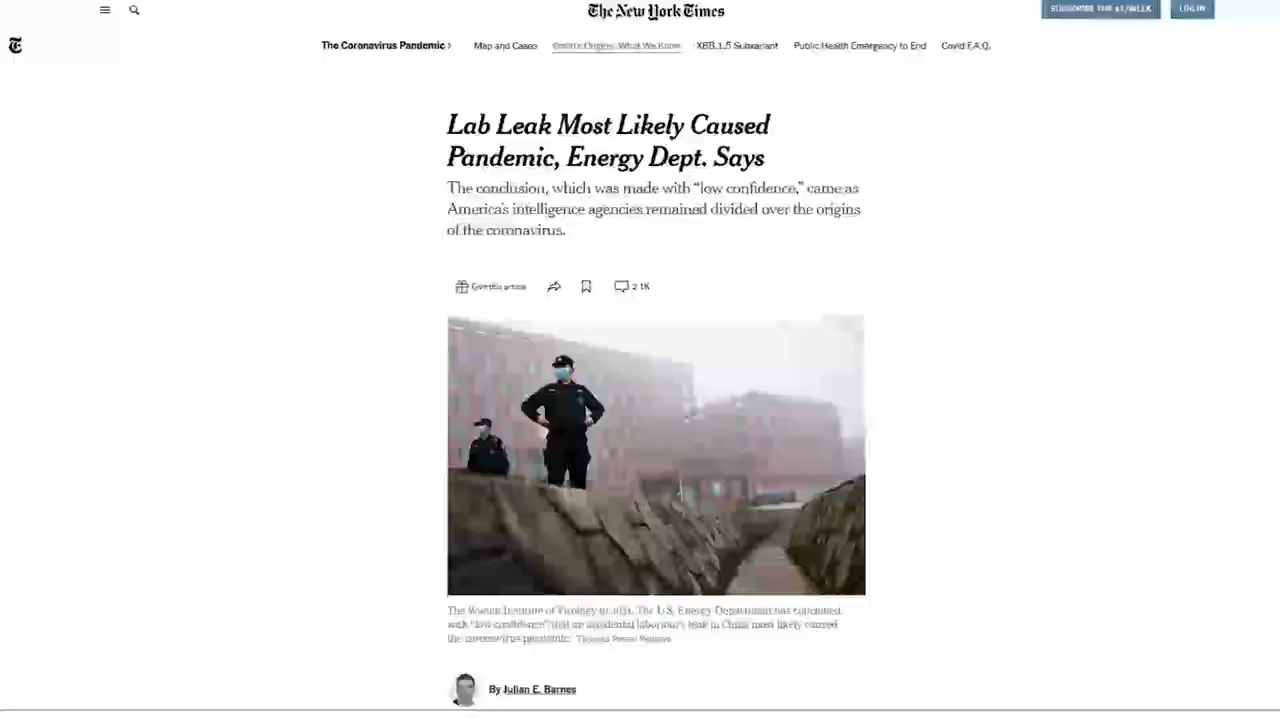 The New York Times
SUBSCRIBE FOR $1/WEEK
LOG IN
The Coronavirus Pandemic ›
Map and Cases
Covid's Origins: What We Know
XBB.1.5 Subvariant
Public Health Emergency to End
Covid F.A.Q.
Lab Leak Most Likely Caused
Pandemic, Energy Dept. Says
The conclusion, which was made with “low confidence,” came as
America’s intelligence agencies remained divided over the origins
of the coronavirus.
Give this article
2.1K
The Wuhan Institute of Virology in 2021. The U.S. Energy Department has concluded
with “low confidence” that an accidental laboratory leak in China most likely caused
the coronavirus pandemic. Thomas Peter/Reuters
By Julian E. Barnes